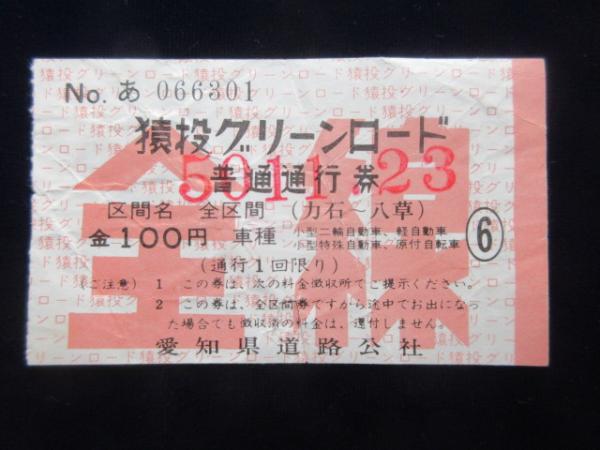 No. あ 066301
猿投グリーンロード
普通通行券
5011.23
区間名 全区間 (力石～八草)
金100円 車種 小型二輪自動車、軽自動車
小型特殊自動車、原付自転車
⑥
(通行1回限り)
(ご注意) 1 この券は、次の料金徴収所でご提示ください。
2 この券は、全区間券ですから途中でお出になっ
た場合でも徴収済の料金は、還付しません。
愛知県道路公社